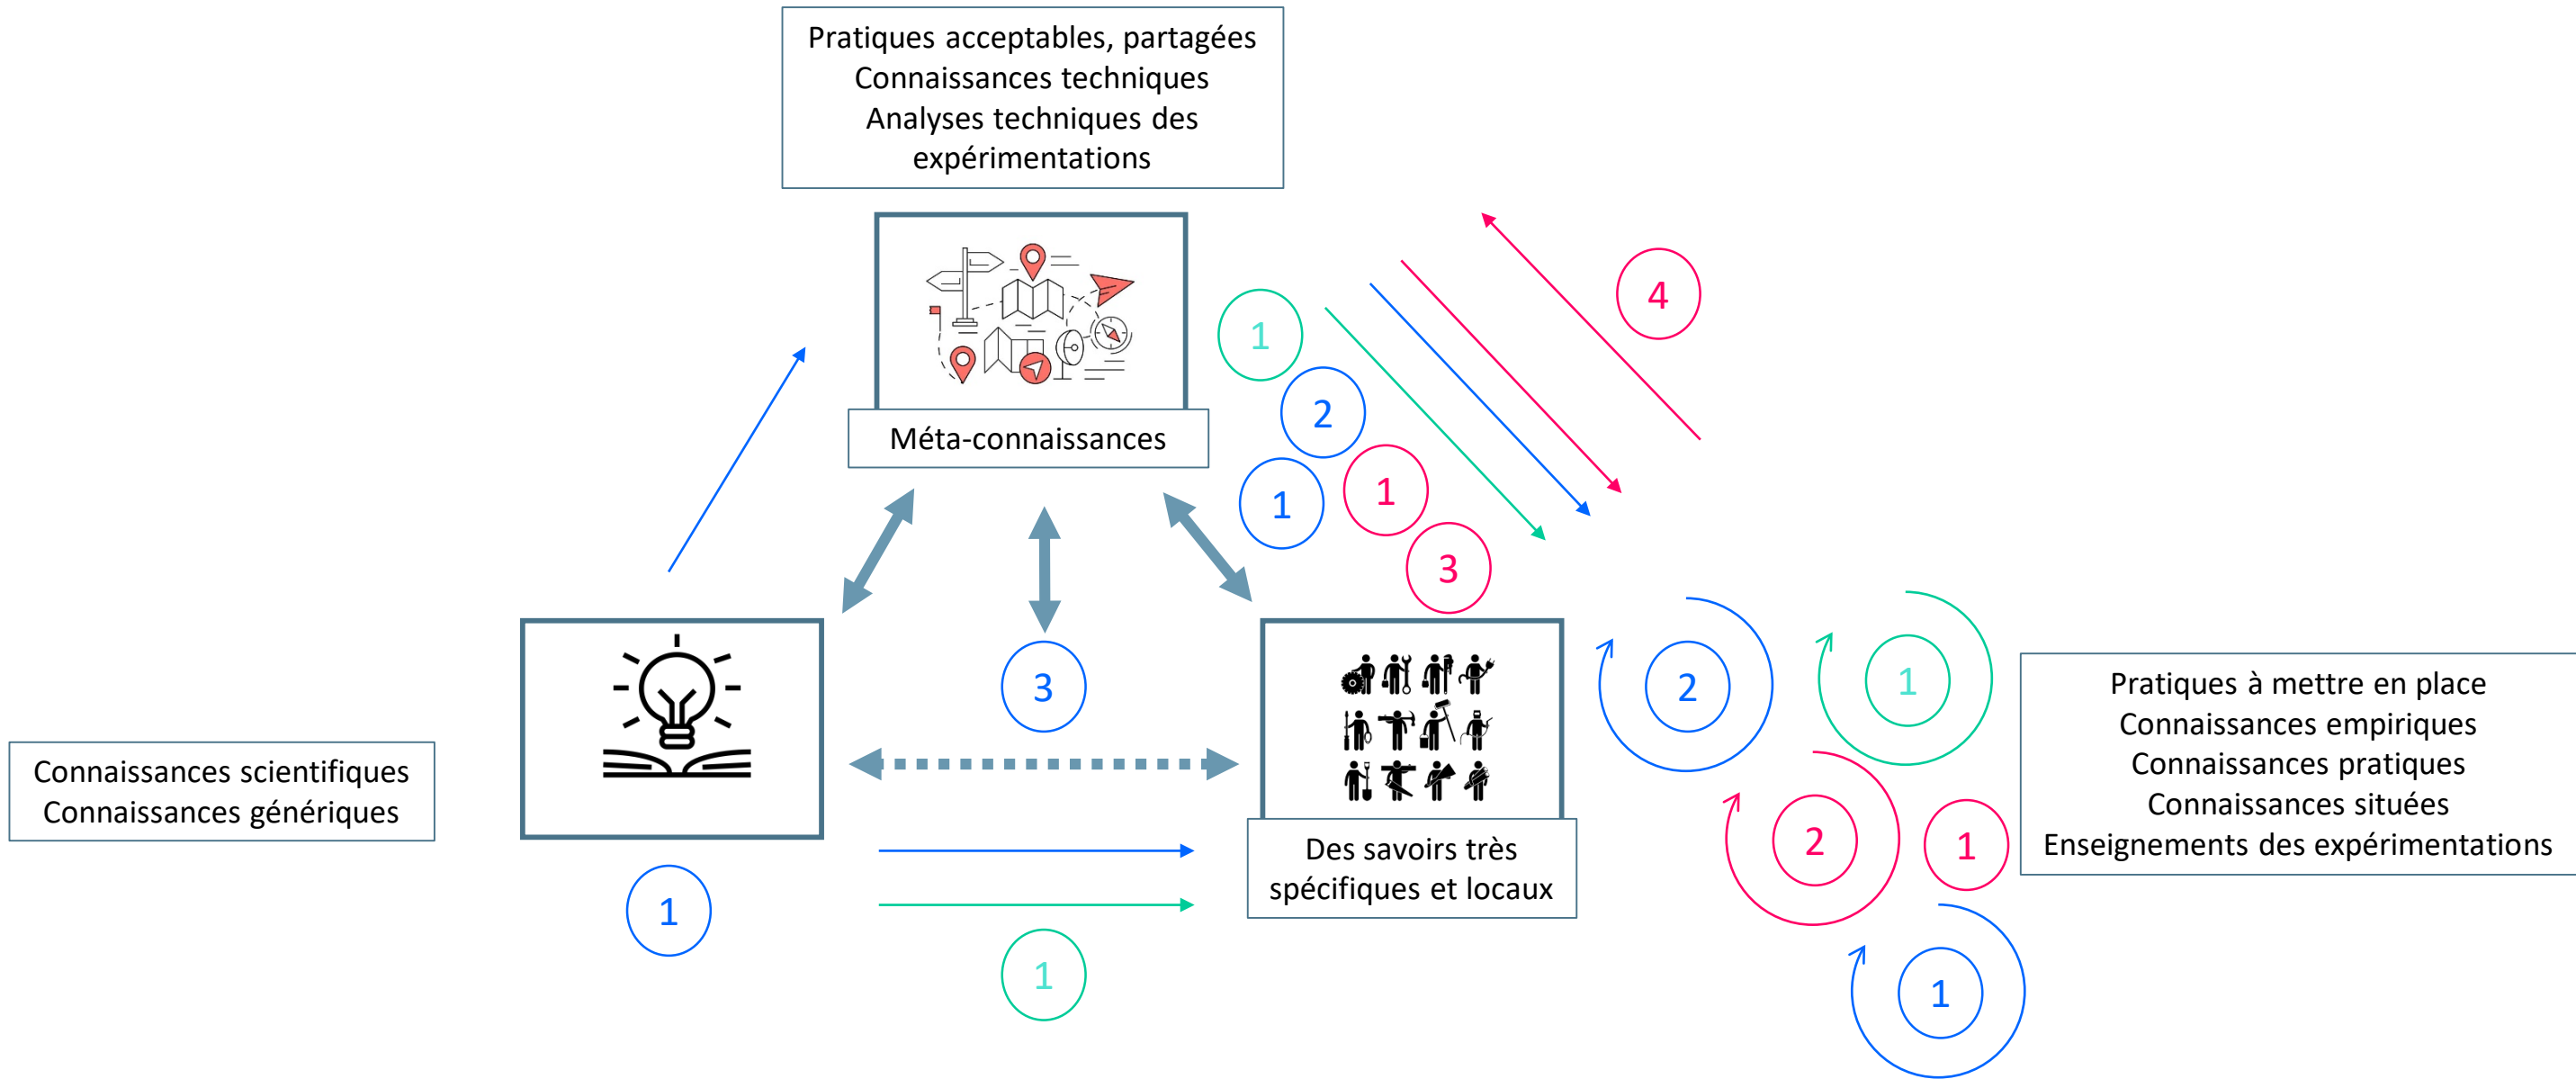 Pratiques acceptables, partagées
Connaissances techniques
Analyses techniques des
expérimentations
4
1
2
Méta-connaissances
1
1
3
3
2
1
Pratiques à mettre en place
Connaissances empiriques
Connaissances pratiques
Connaissances situées
Enseignements des expérimentations
Connaissances scientifiques
Connaissances génériques
2
1
Des savoirs très
spécifiques et locaux
1
1
1